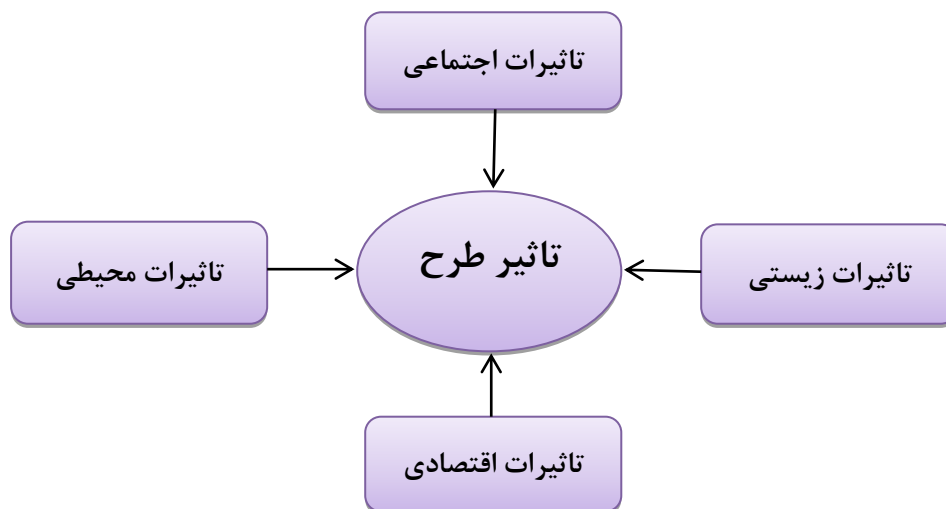 تاثیرات اجتماعی
تاثیر طرح
تاثیرات زیستی
تاثیرات محیطی
تاثیرات اقتصادی